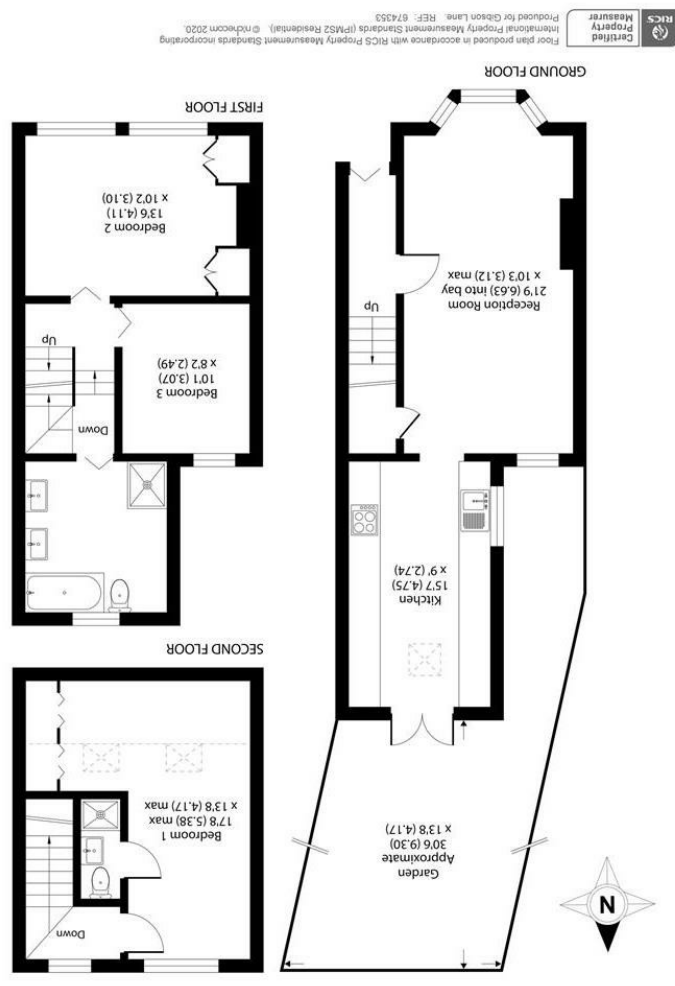 N
Garden
Approximate
30'6 (9.30)
x 13'8 (4.17)
Kitchen
15'7 (4.75)
x 9' (2.74)
Up
Reception Room
21'9 (6.63) into bay
x 10'3 (3.12) max
GROUND FLOOR
Down
Bedroom 1
17'8 (5.38) max
x 13'8 (4.17) max
SECOND FLOOR
Down
Up
Bedroom 3
10'1 (3.07)
x 8'2 (2.49)
Bedroom 2
13'6 (4.11)
x 10'2 (3.10)
FIRST FLOOR
RICS
Certified
Property
Measurer
Floor plan produced in accordance with RICS Property Measurement Standards incorporating
International Property Measurement Standards (IPMS2 Residential). ©nichecom 2020.
Produced for Gibson Lane. REF: 674353